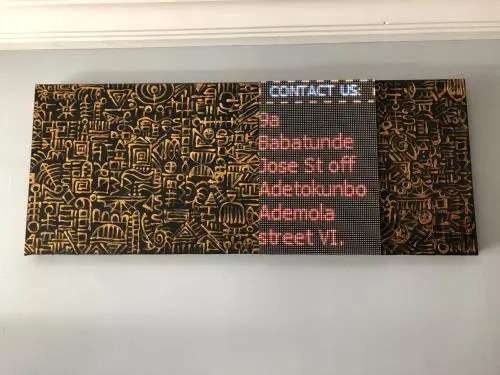 CONTACT US:
9a
Babatunde
Jose St off
Adetokunbo
Ademola
street VI.